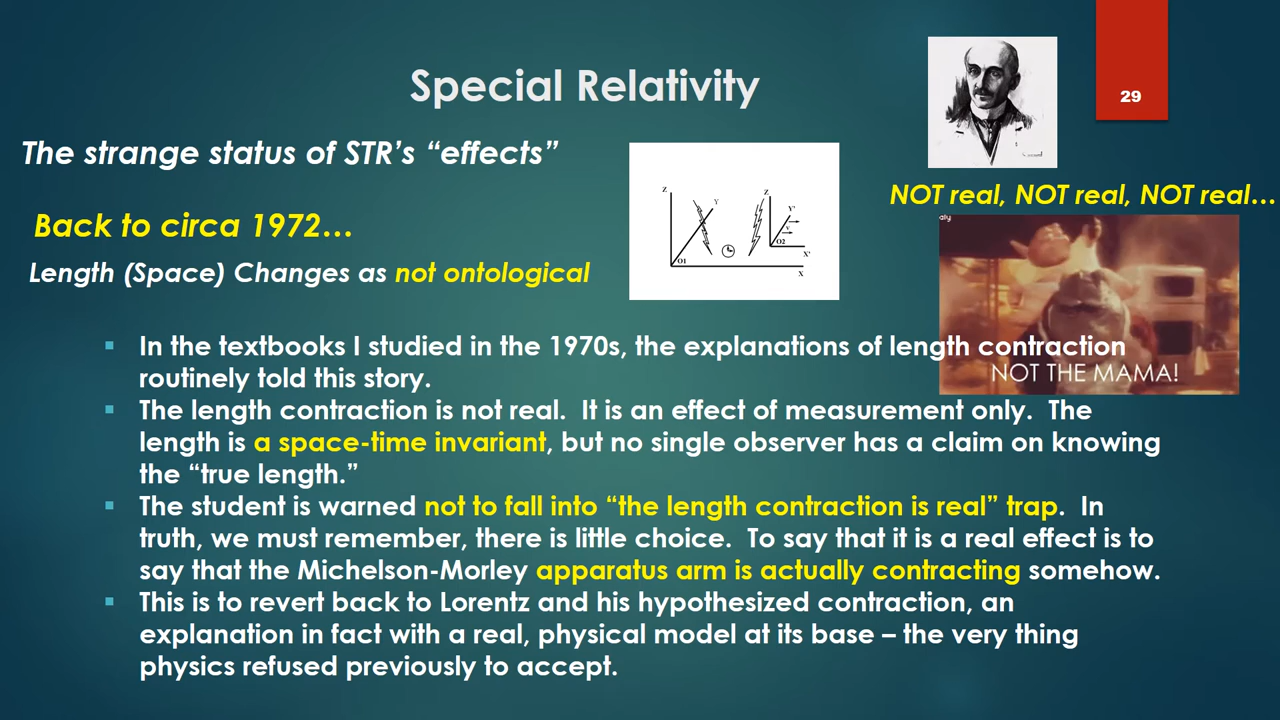 Special Relativity
29
The strange status of STR's “effects”
NOT real, NOT real, NOT real…
Back to circa 1972…
Length (Space) Changes as not ontological
Z
Y
O1
X
Z
Y'
v
O2
X'
aly
NOT THE MAMA!
In the textbooks I studied in the 1970s, the explanations of length contraction
routinely told this story.
The length contraction is not real. It is an effect of measurement only. The
length is a space-time invariant, but no single observer has a claim on knowing
the “true length.”
The student is warned not to fall into “the length contraction is real” trap. In
truth, we must remember, there is little choice. To say that it is a real effect is to
say that the Michelson-Morley apparatus arm is actually contracting somehow.
This is to revert back to Lorentz and his hypothesized contraction, an
explanation in fact with a real, physical model at its base – the very thing
physics refused previously to accept.